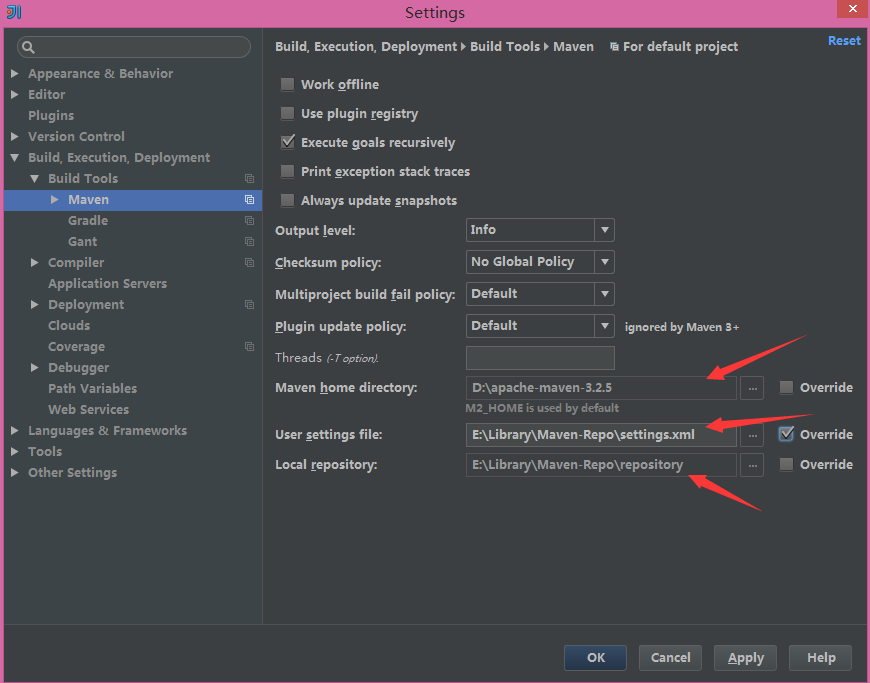 Settings
Build, Execution, Deployment Build Tools Maven For default project Reset
Appearance & Behavior
Editor
Plugins
Version Control
Build, Execution, Deployment
Build Tools
Maven
Gradle
Gant
Compiler
Application Servers
Deployment
Clouds
Coverage
Debugger
Path Variables
Web Services
Languages & Frameworks
Tools
Other Settings
Work offline
Use plugin registry
Execute goals recursively
Print exception stack traces
Always update snapshots
Output level: Info
Checksum policy: No Global Policy
Multiproject build fail policy: Default
Plugin update policy: Default ignored by Maven 3+
Threads (-T option).
Maven home directory: D:\apache-maven-3.2.5 ... Override
M2_HOME is used by default
User settings file: E:\Library\Maven-Repo\settings.xml ... Override
Local repository: E:\Library\Maven-Repo\repository ... Override
OK Cancel Apply Help